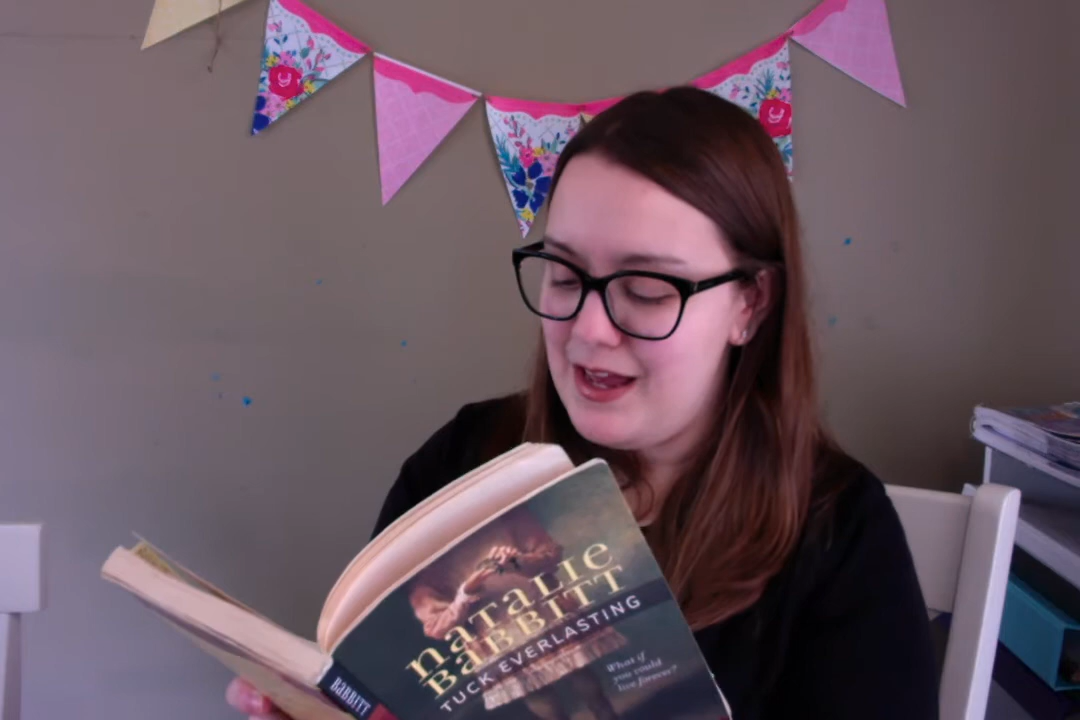 natalie
BaBBITT
TUCK EVERLASTING
What if
you could
live forever?
BaBBITT